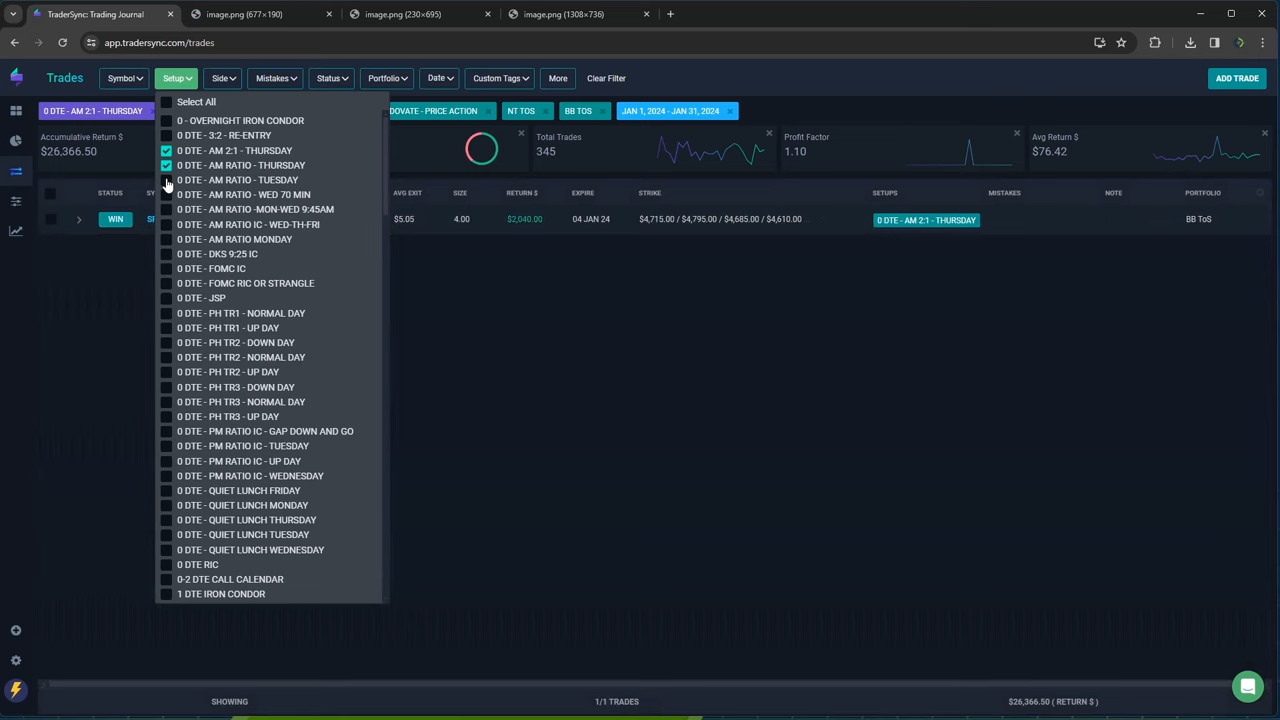 TraderSync: Trading Journal
image.png (677×190)
image.png (230×695)
image.png (1308×736)
app.tradersync.com/trades
Trades
Symbol
Setup
Side
Mistakes
Status
Portfolio
Date
Custom Tags
More
Clear Filter
ADD TRADE
0 DTE - AM 2:1 - THURSDAY
DOVATE - PRICE ACTION
NT TOS
BB TOS
JAN 1, 2024 - JAN 31, 2024
Accumulative Return $
$26,366.50
Total Trades
345
Profit Factor
1.10
Avg Return $
$76.42
STATUS
AVG EXIT
SIZE
RETURN $
EXPIRE
STRIKE
SETUPS
MISTAKES
NOTE
PORTFOLIO
WIN
$5.05
4.00
$2,040.00
04 JAN 24
$4,715.00 / $4,795.00 / $4,685.00 / $4,610.00
0 DTE - AM 2:1 - THURSDAY
BB ToS
Select All
0 - OVERNIGHT IRON CONDOR
0 DTE - 3:2 - RE-ENTRY
0 DTE - AM 2:1 - THURSDAY
0 DTE - AM RATIO - THURSDAY
0 DTE - AM RATIO - TUESDAY
0 DTE - AM RATIO - WED 70 MIN
0 DTE - AM RATIO -MON-WED 9:45AM
0 DTE - AM RATIO IC - WED-TH-FRI
0 DTE - AM RATIO MONDAY
0 DTE - DKS 9:25 IC
0 DTE - FOMC IC
0 DTE - FOMC RIC OR STRANGLE
0 DTE - JSP
0 DTE - PH TR1 - NORMAL DAY
0 DTE - PH TR1 - UP DAY
0 DTE - PH TR2 - DOWN DAY
0 DTE - PH TR2 - NORMAL DAY
0 DTE - PH TR2 - UP DAY
0 DTE - PH TR3 - DOWN DAY
0 DTE - PH TR3 - NORMAL DAY
0 DTE - PH TR3 - UP DAY
0 DTE - PM RATIO IC - GAP DOWN AND GO
0 DTE - PM RATIO IC - TUESDAY
0 DTE - PM RATIO IC - UP DAY
0 DTE - PM RATIO IC - WEDNESDAY
0 DTE - QUIET LUNCH FRIDAY
0 DTE - QUIET LUNCH MONDAY
0 DTE - QUIET LUNCH THURSDAY
0 DTE - QUIET LUNCH TUESDAY
0 DTE - QUIET LUNCH WEDNESDAY
0 DTE RIC
0-2 DTE CALL CALENDAR
1 DTE IRON CONDOR
SHOWING
1/1 TRADES
$26,366.50 ( RETURN $ )